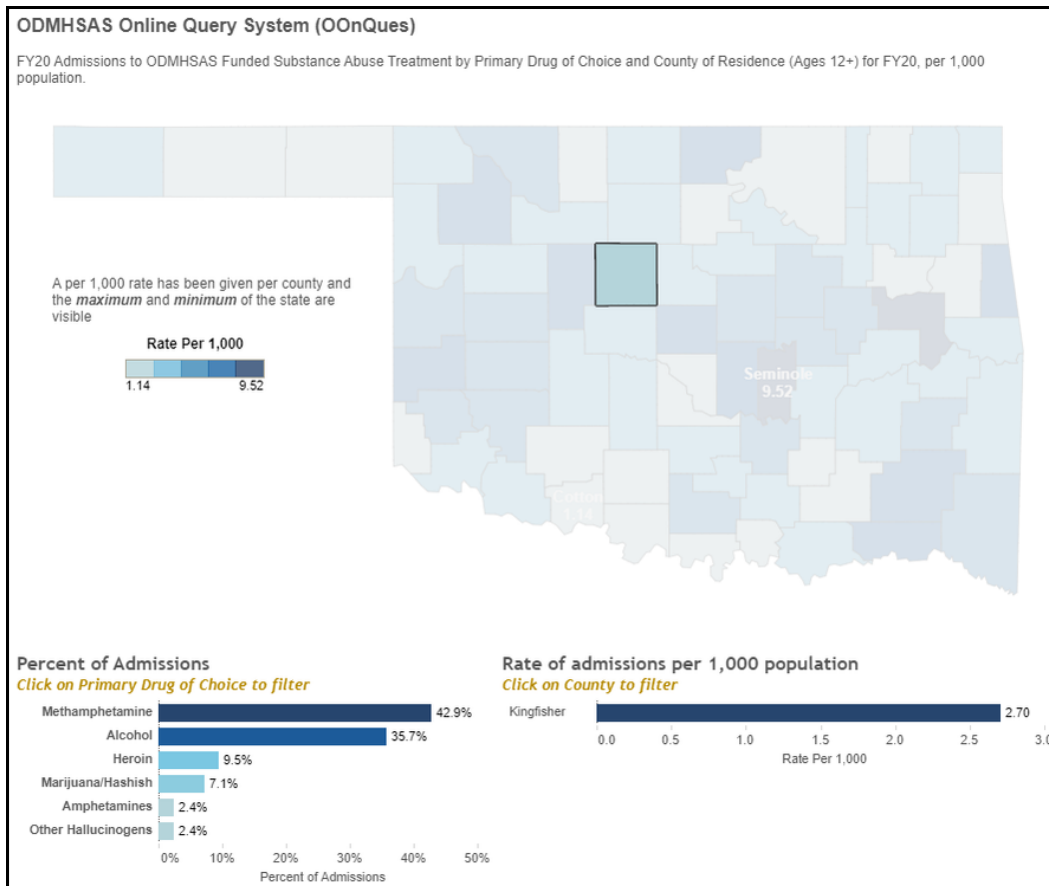 ODMHSAS Online Query System (OOnQues)
FY20 Admissions to ODMHSAS Funded Substance Abuse Treatment by Primary Drug of Choice and County of Residence (Ages 12+) for FY20, per 1,000
population.
A per 1,000 rate has been given per county and
the maximum and minimum of the state are
visible
Rate Per 1,000
1.14 9.52
Seminole
9.52
Cotton
1.14
Percent of Admissions
Click on Primary Drug of Choice to filter
Methamphetamine 42.9%
Alcohol 35.7%
Heroin 9.5%
Marijuana/Hashish 7.1%
Amphetamines 2.4%
Other Hallucinogens 2.4%
0% 10% 20% 30% 40% 50%
Percent of Admissions
Rate of admissions per 1,000 population
Click on County to filter
Kingfisher 2.70
0.0 0.5 1.0 1.5 2.0 2.5 3.0
Rate Per 1,000